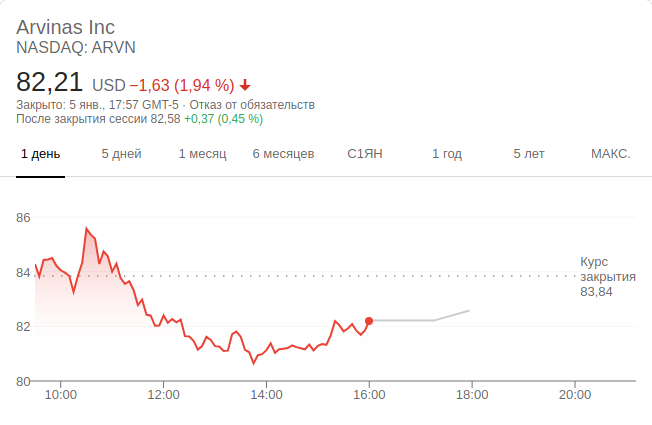 Arvinas Inc
NASDAQ: ARVN
82,21 USD −1,63 (1,94 %)
Закрыто: 5 янв., 17:57 GMT-5 · Отказ от обязательств
После закрытия сессии 82,58 +0,37 (0,45 %)
1 день 5 дней 1 месяц 6 месяцев С1ЯН 1 год 5 лет МАКС.
86
84
82
80
Курс
закрытия
83,84
10:00 12:00 14:00 16:00 18:00 20:00